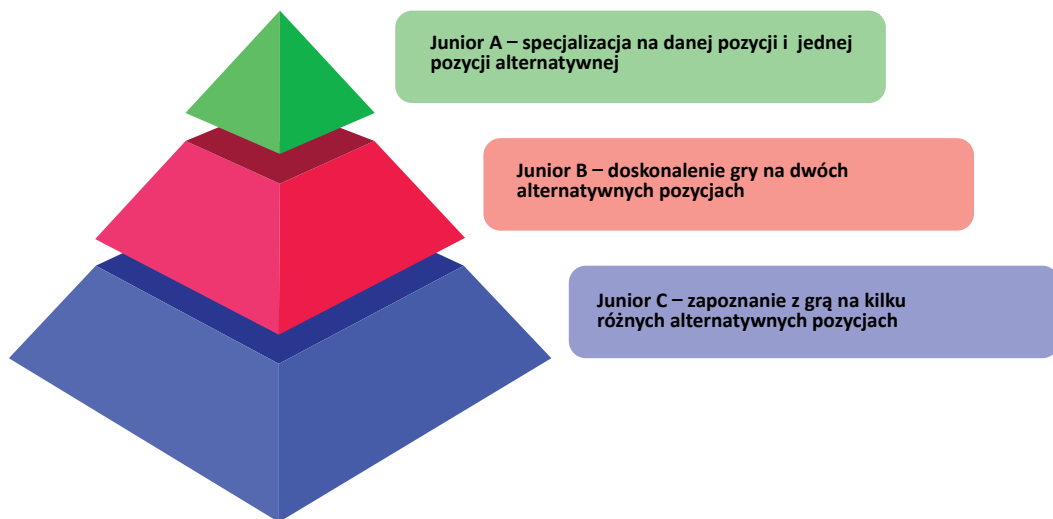 Junior A – specjalizacja na danej pozycji i jednej
pozycji alternatywnej
Junior B – doskonalenie gry na dwóch
alternatywnych pozycjach
Junior C – zapoznanie z grą na kilku
różnych alternatywnych pozycjach